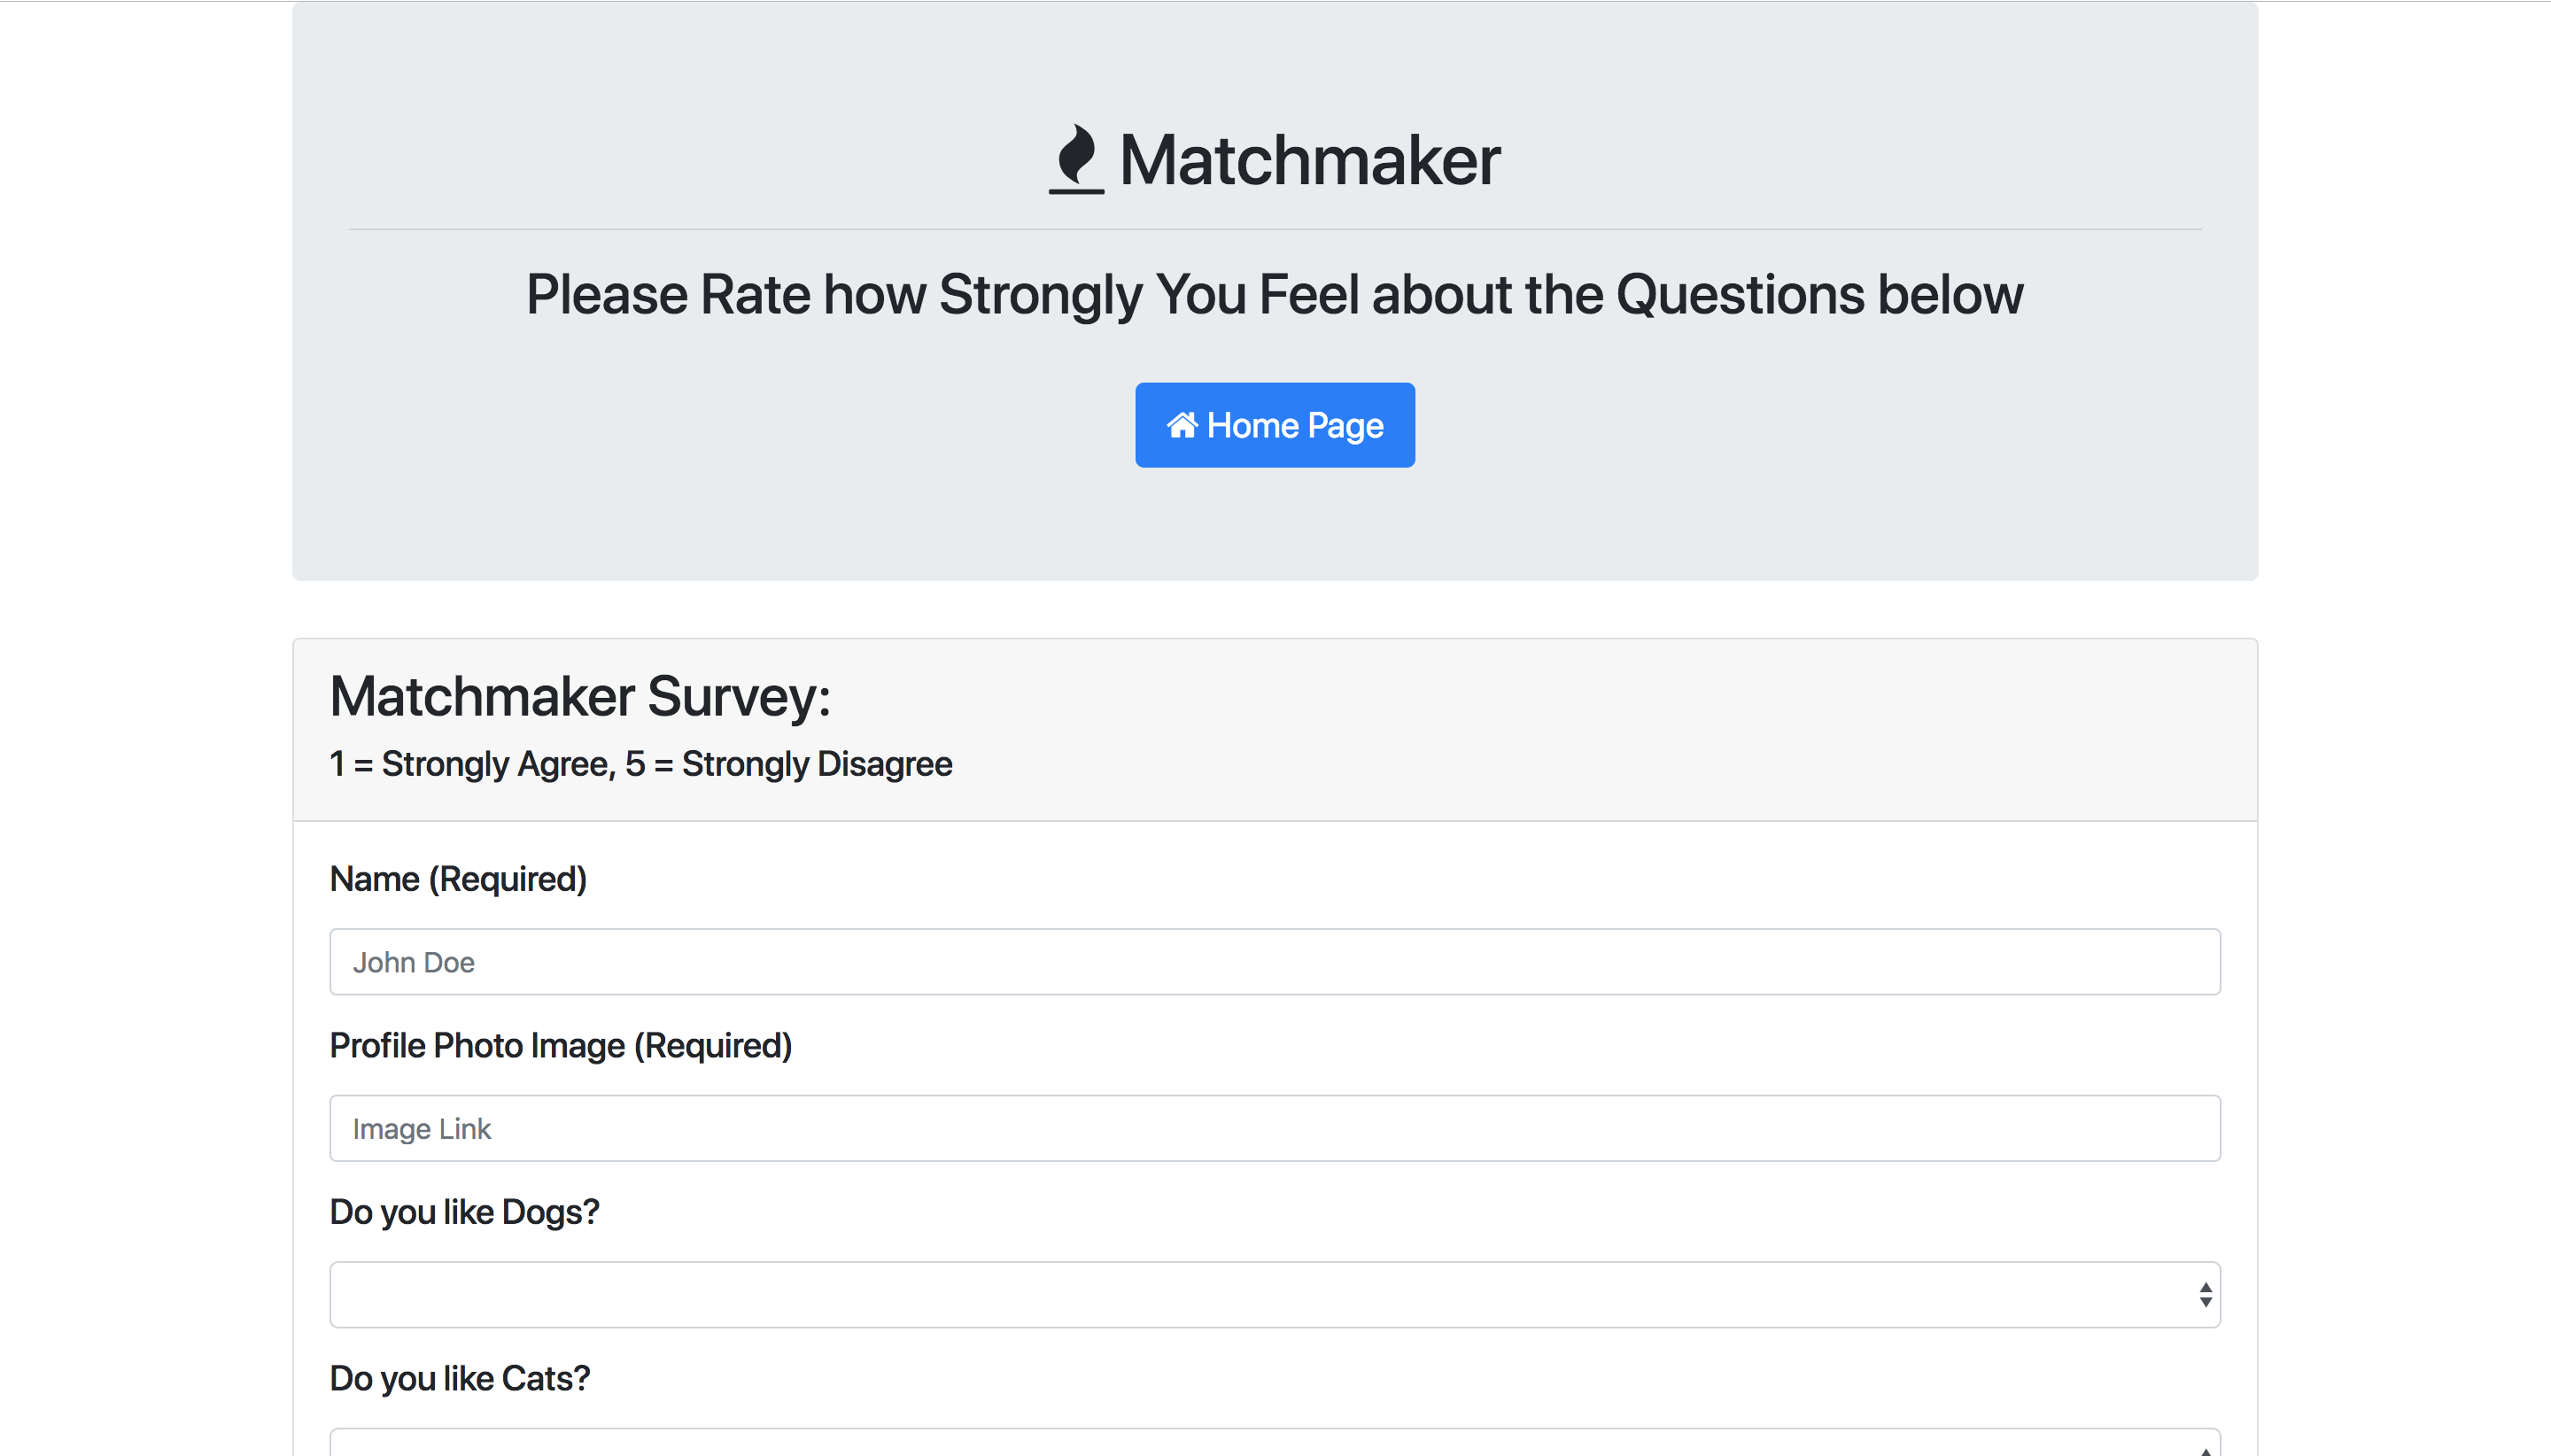 Matchmaker
Please Rate how Strongly You Feel about the Questions below
Home Page
Matchmaker Survey:
1 = Strongly Agree, 5 = Strongly Disagree
Name (Required)
John Doe
Profile Photo Image (Required)
Image Link
Do you like Dogs?
Do you like Cats?